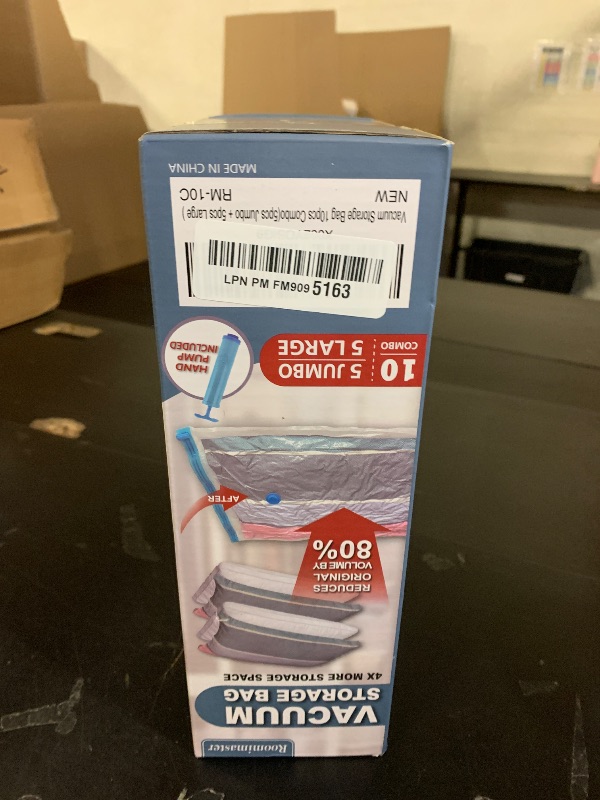 Roomimaster
VACUUM
STORAGE BAG
4X MORE STORAGE SPACE
REDUCES
ORIGINAL
VOLUME BY
80%
AFTER
10
COMBO
5 JUMBO
5 LARGE
HAND
PUMP
INCLUDED
LPN PM FM909 5163
Vacuum Storage Bag 10pcs Combo(5pcs Jumbo + 5pcs Large )
NEW
RM-10C
MADE IN CHINA